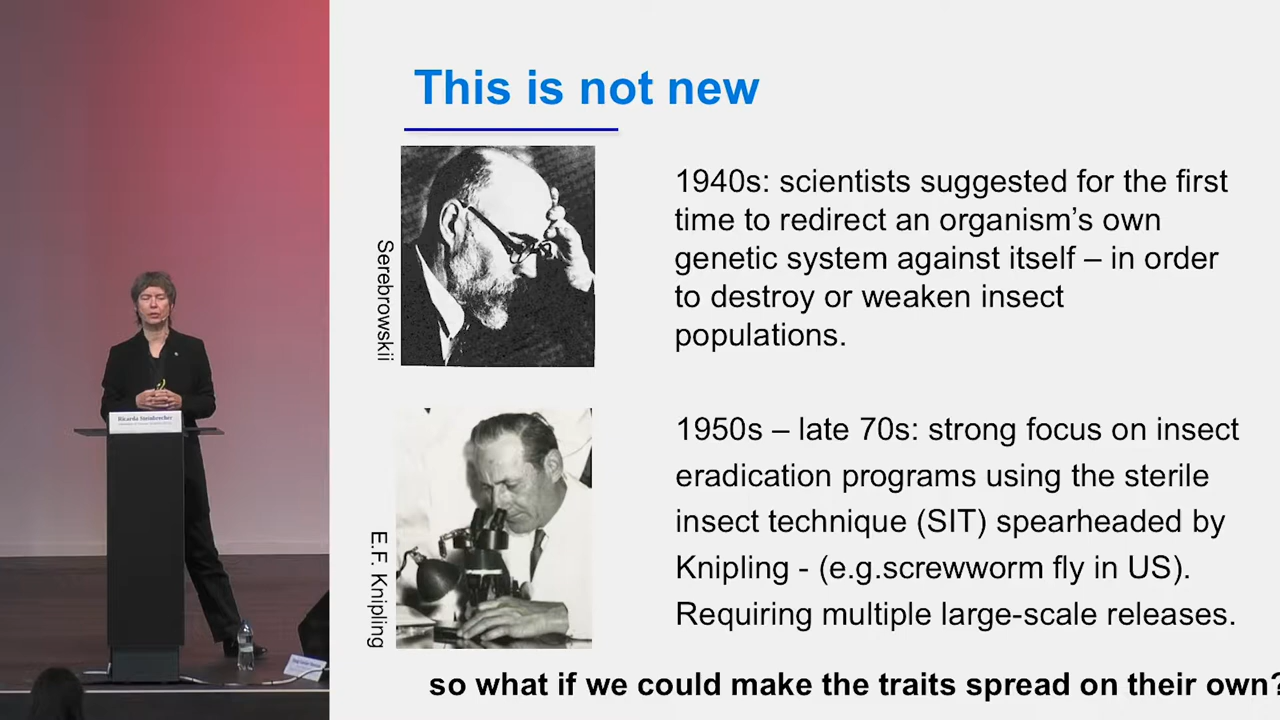 This is not new
Serebrowskii
1940s: scientists suggested for the first
time to redirect an organism’s own
genetic system against itself – in order
to destroy or weaken insect
populations.
E.F. Knipling
1950s – late 70s: strong focus on insect
eradication programs using the sterile
insect technique (SIT) spearheaded by
Knipling - (e.g.screwworm fly in US).
Requiring multiple large-scale releases.
so what if we could make the traits spread on their own?
Ricarda Steinbrecher